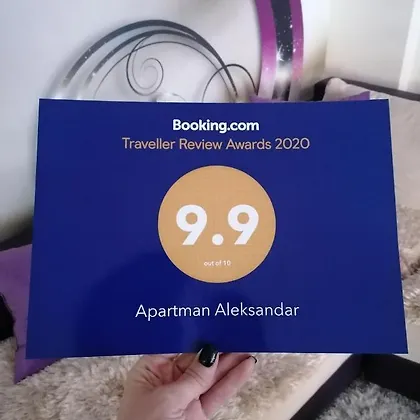 Booking.com
Traveller Review Awards 2020
9.9
out of 10
Apartman Aleksandar